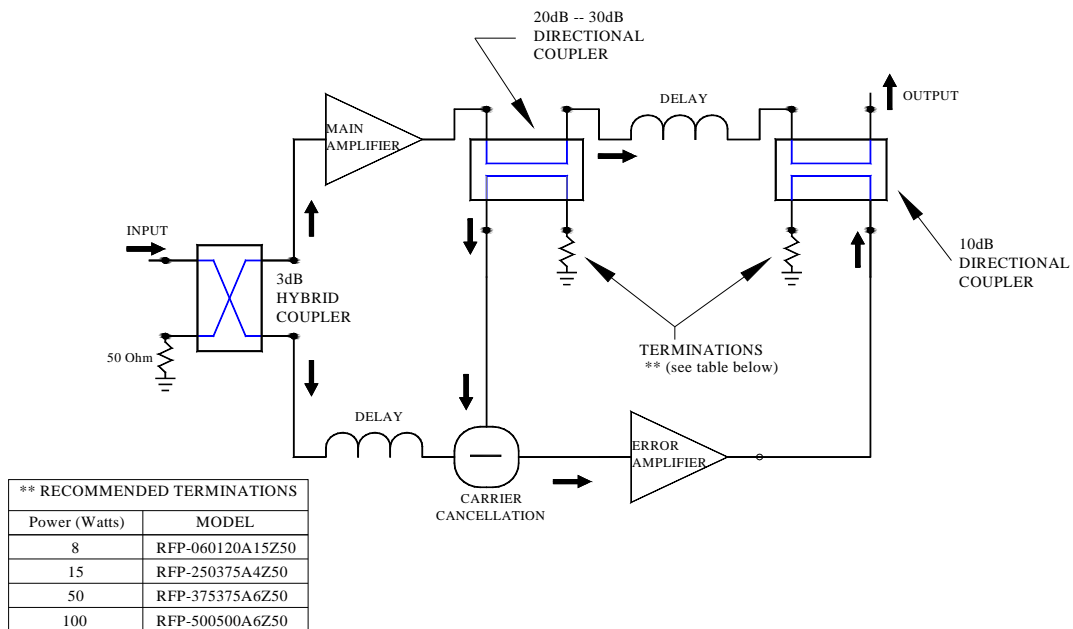 20dB -- 30dB
DIRECTIONAL
COUPLER
DELAY
OUTPUT
MAIN
AMPLIFIER
INPUT
3dB
HYBRID
COUPLER
10dB
DIRECTIONAL
COUPLER
50 Ohm
TERMINATIONS
** (see table below)
DELAY
ERROR
AMPLIFIER
CARRIER
CANCELLATION
** RECOMMENDED TERMINATIONS
Power (Watts) MODEL
8 RFP-060120A15Z50
15 RFP-250375A4Z50
50 RFP-375375A6Z50
100 RFP-500500A6Z50